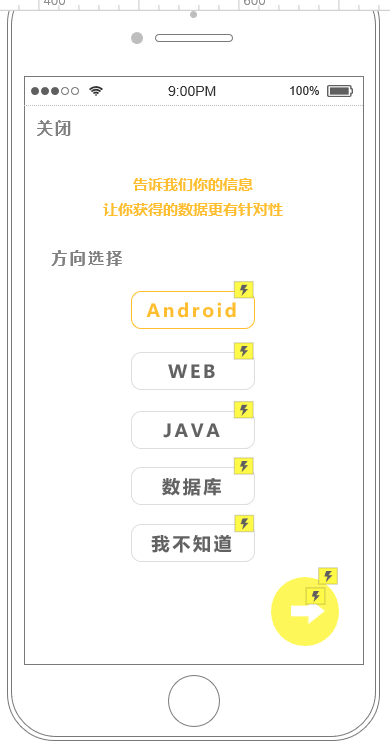 400
600
9:00PM
100%
关闭
告诉我们你的信息
让你获得的数据更有针对性
方向选择
Android
WEB
JAVA
数据库
我不知道